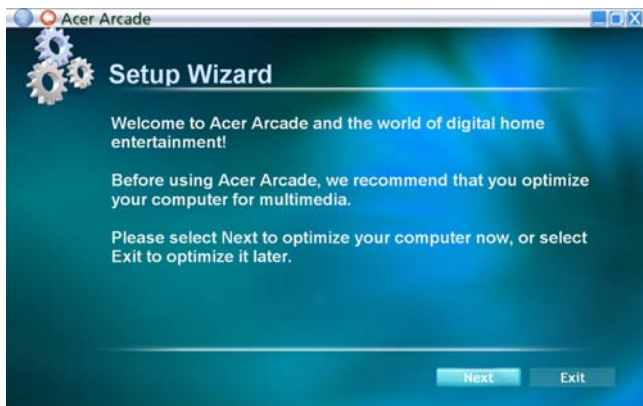 Acer Arcade
Setup Wizard
Welcome to Acer Arcade and the world of digital home
entertainment!
Before using Acer Arcade, we recommend that you optimize
your computer for multimedia.
Please select Next to optimize your computer now, or select
Exit to optimize it later.
Next Exit